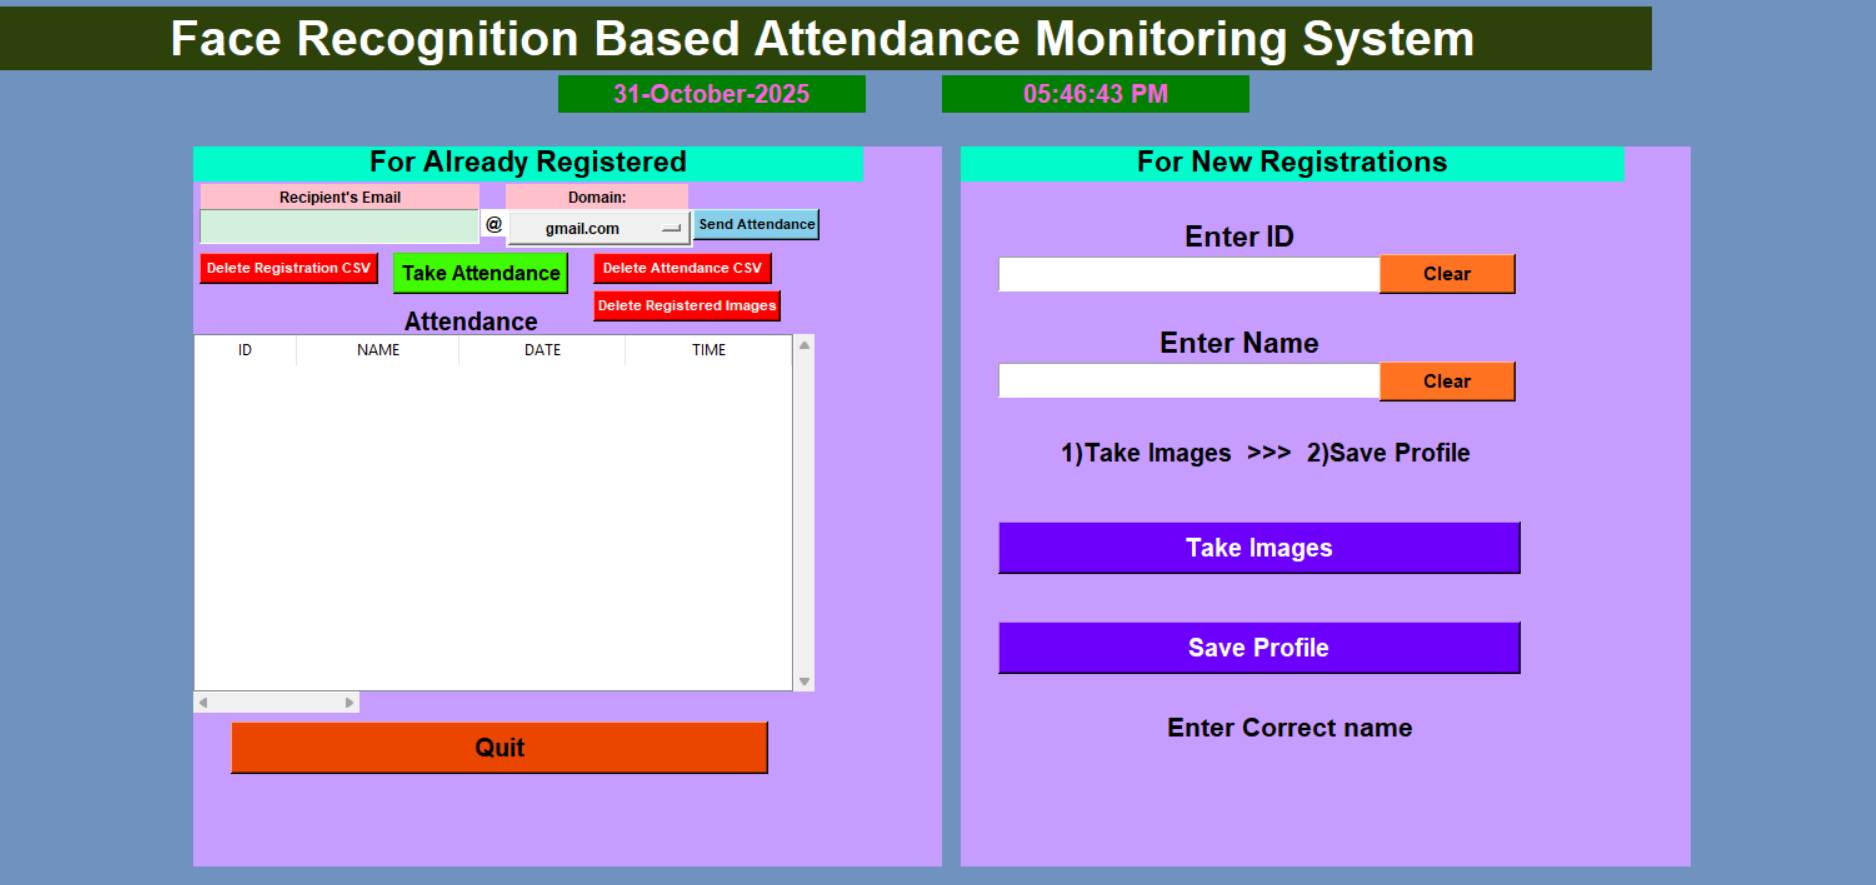 Face Recognition Based Attendance Monitoring System
31-October-2025 05:46:43 PM
For Already Registered
Recipient's Email Domain:
@ gmail.com Send Attendance
Delete Registration CSV Take Attendance Delete Attendance CSV
Delete Registered Images
Attendance
ID NAME DATE TIME
Quit
For New Registrations
Enter ID
Clear
Enter Name
Clear
1)Take Images >>> 2)Save Profile
Take Images
Save Profile
Enter Correct name